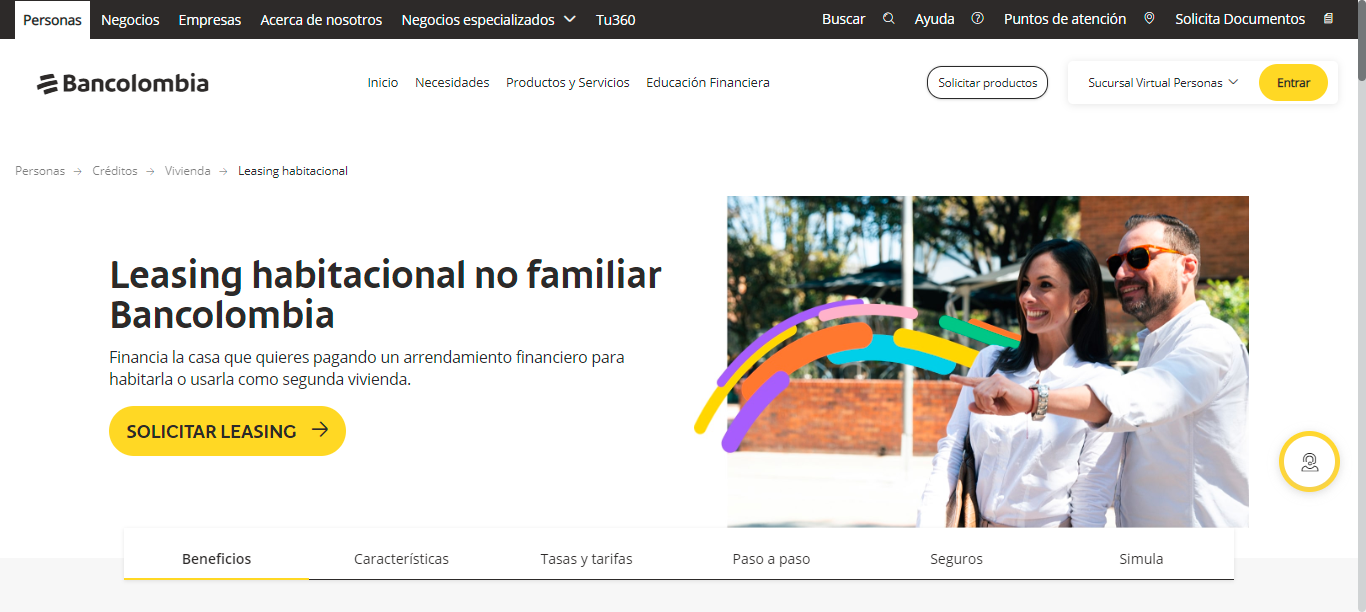 Personas Negocios Empresas Acerca de nosotros Negocios especializados Tu360 Buscar Ayuda Puntos de atención Solicita Documentos
Bancolombia Inicio Necesidades Productos y Servicios Educación Financiera Solicitar productos Sucursal Virtual Personas Entrar
Personas Créditos Vivienda Leasing habitacional
Leasing habitacional no familiar
Bancolombia
Financia la casa que quieres pagando un arrendamiento financiero para
habitarla o usarla como segunda vivienda.
SOLICITAR LEASING
Beneficios Características Tasas y tarifas Paso a paso Seguros Simula